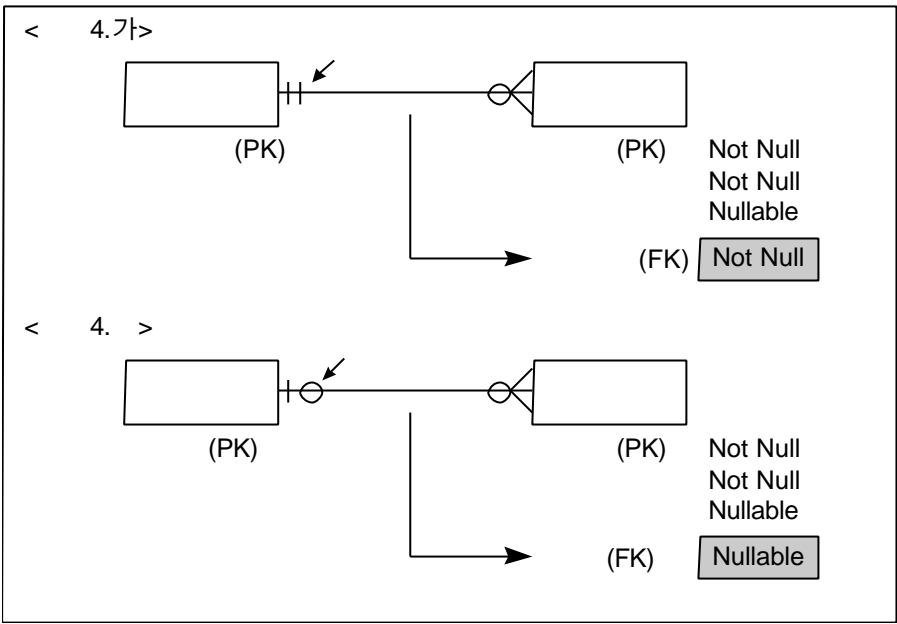 < 4.가>
(PK) (PK) Not Null
Not Null
Nullable
(FK) Not Null
< 4. >
(PK) (PK) Not Null
Not Null
Nullable
(FK) Nullable